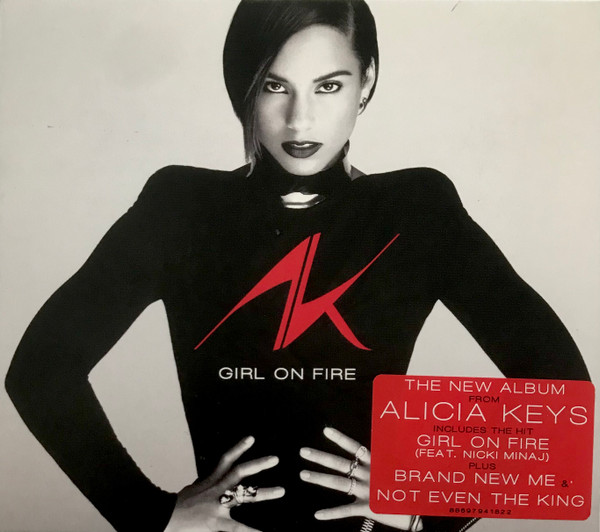 AK
GIRL ON FIRE
THE NEW ALBUM
FROM
ALICIA KEYS
INCLUDES THE HIT
GIRL ON FIRE
(FEAT. NICKI MINAJ)
PLUS
BRAND NEW ME &
NOT EVEN THE KING
88697941822